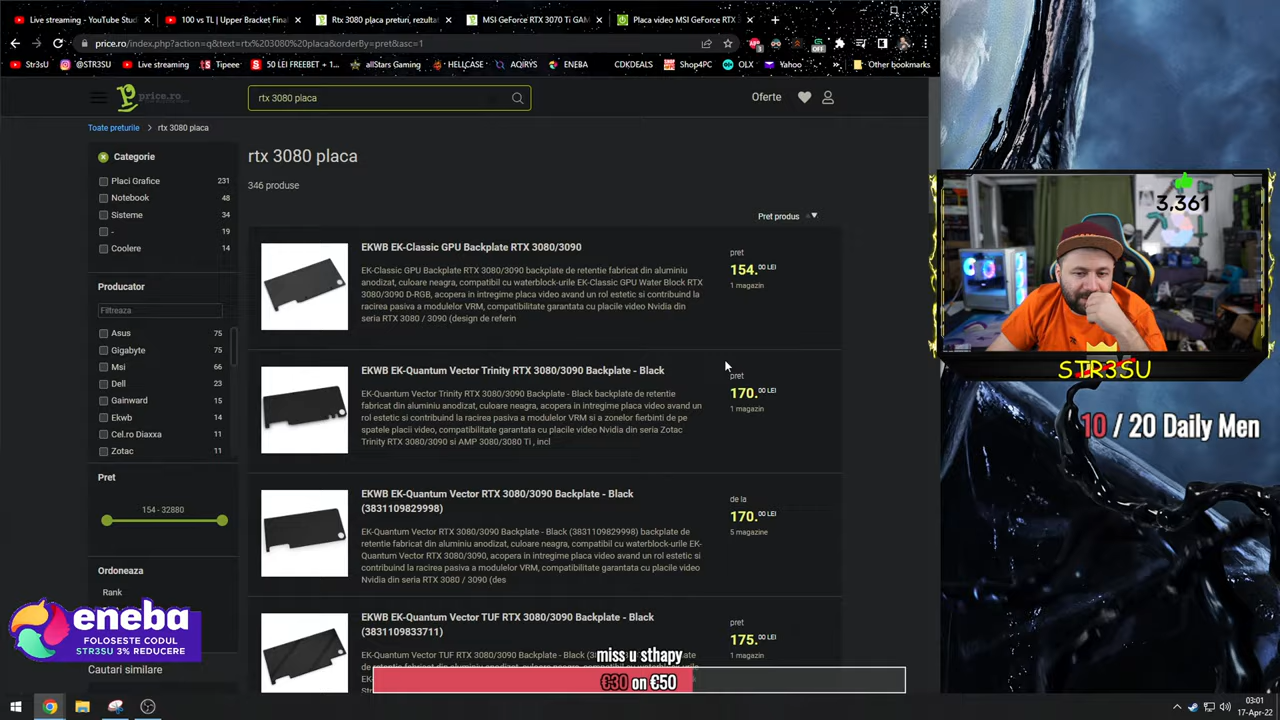 Live streaming - YouTube Stud
100 vs TL | Upper Bracket Final
Rtx 3080 placa preturi, rezultat
MSI GeForce RTX 3070 Ti GAM
Placa video MSI GeForce RTX
price.ro/index.php?action=q&text=rtx%203080%20placa&orderBy=pret&asc=1
Str3sU
@STR3SU
Live streaming
Tipeee
50 LEI FREEBET + 1...
allStars Gaming
HELLCASE
AQIRYS
ENEBA
CDKDEALS
Shop4PC
OLX
Yahoo
Other bookmarks
price.ro
rtx 3080 placa
Oferte
Toate preturile
rtx 3080 placa
Categorie
Placi Grafice 231
Notebook 48
Sisteme 34
- 19
Coolere 14
Producator
Filtreaza
Asus 75
Gigabyte 75
Msi 66
Dell 23
Gainward 15
Ekwb 14
Cel.ro Diaxxa 11
Zotac 11
Pret
154 - 32880
Ordoneaza
Rank
Cautari similare
rtx 3080 placa
346 produse
Pret produs
EKWB EK-Classic GPU Backplate RTX 3080/3090
EK-Classic GPU Backplate RTX 3080/3090 backplate de retentie fabricat din aluminiu
anodizat, culoare neagra, compatibil cu waterblock-urile EK-Classic GPU Water Block RTX
3080/3090 D-RGB, acopera in intregime placa video avand un rol estetic si contribuind la
racirea pasiva a modulelor VRM, compatibilitate garantata cu placile video Nvidia din
seria RTX 3080 / 3090 (design de referin
pret
154.00 LEI
1 magazin
EKWB EK-Quantum Vector Trinity RTX 3080/3090 Backplate - Black
EK-Quantum Vector Trinity RTX 3080/3090 Backplate - Black backplate de retentie
fabricat din aluminiu anodizat, culoare neagra, acopera in intregime placa video avand
un rol estetic si contribuind la racirea pasiva a modulelor VRM si a zonelor fierbinti de pe
spatele placii video, compatibilitate garantata cu placile video Nvidia din seria Zotac
Trinity RTX 3080/3090 si AMP 3080/3080 Ti , incl
pret
170.00 LEI
1 magazin
EKWB EK-Quantum Vector RTX 3080/3090 Backplate - Black
(3831109829998)
EK-Quantum Vector RTX 3080/3090 Backplate - Black (3831109829998) backplate de
retentie fabricat din aluminiu anodizat, culoare neagra, compatibil cu waterblock-urile EK-
Quantum Vector RTX 3080/3090, acopera in intregime placa video avand un rol estetic si
contribuind la racirea pasiva a modulelor VRM, compatibilitate garantata cu placile video
Nvidia din seria RTX 3080 / 3090 (des
de la
170.00 LEI
5 magazine
EKWB EK-Quantum Vector TUF RTX 3080/3090 Backplate - Black
(3831109833711)
pret
175.00 LEI
1 magazin
3,361
STR3SU
10 / 20 Daily Men
eneba
FOLOSESTE CODUL
STR3SU 3% REDUCERE
miss u sthapy
€30 on €50
03:01
17-Apr-22